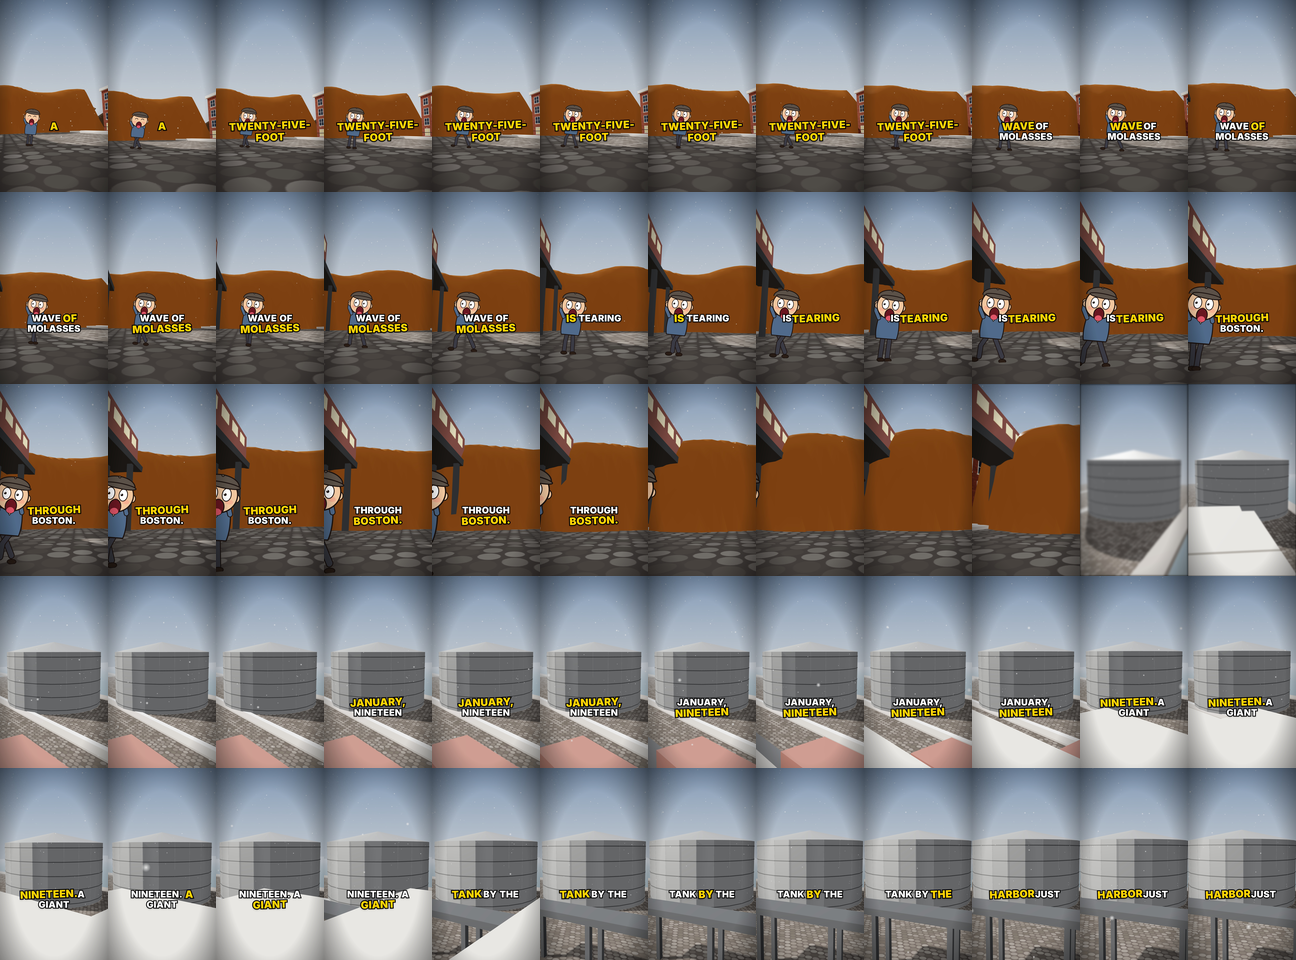 A
A
TWENTY-FIVE-
FOOT
TWENTY-FIVE-
FOOT
TWENTY-FIVE-
FOOT
TWENTY-FIVE-
FOOT
TWENTY-FIVE-
FOOT
TWENTY-FIVE-
FOOT
TWENTY-FIVE-
FOOT
WAVE OF
MOLASSES
WAVE OF
MOLASSES
WAVE OF
MOLASSES
WAVE OF
MOLASSES
WAVE OF
MOLASSES
WAVE OF
MOLASSES
WAVE OF
MOLASSES
WAVE OF
MOLASSES
IS TEARING
IS TEARING
IS TEARING
IS TEARING
IS TEARING
IS TEARING
THROUGH
BOSTON.
THROUGH
BOSTON.
THROUGH
BOSTON.
THROUGH
BOSTON.
THROUGH
BOSTON.
THROUGH
BOSTON.
THROUGH
BOSTON.
JANUARY,
NINETEEN
JANUARY,
NINETEEN
JANUARY,
NINETEEN
JANUARY,
NINETEEN
JANUARY,
NINETEEN
JANUARY,
NINETEEN
JANUARY,
NINETEEN
NINETEEN. A
GIANT
NINETEEN. A
GIANT
NINETEEN. A
GIANT
NINETEEN. A
GIANT
NINETEEN. A
GIANT
NINETEEN. A
GIANT
TANK BY THE
TANK BY THE
TANK BY THE
TANK BY THE
TANK BY THE
HARBOR JUST
HARBOR JUST
HARBOR JUST